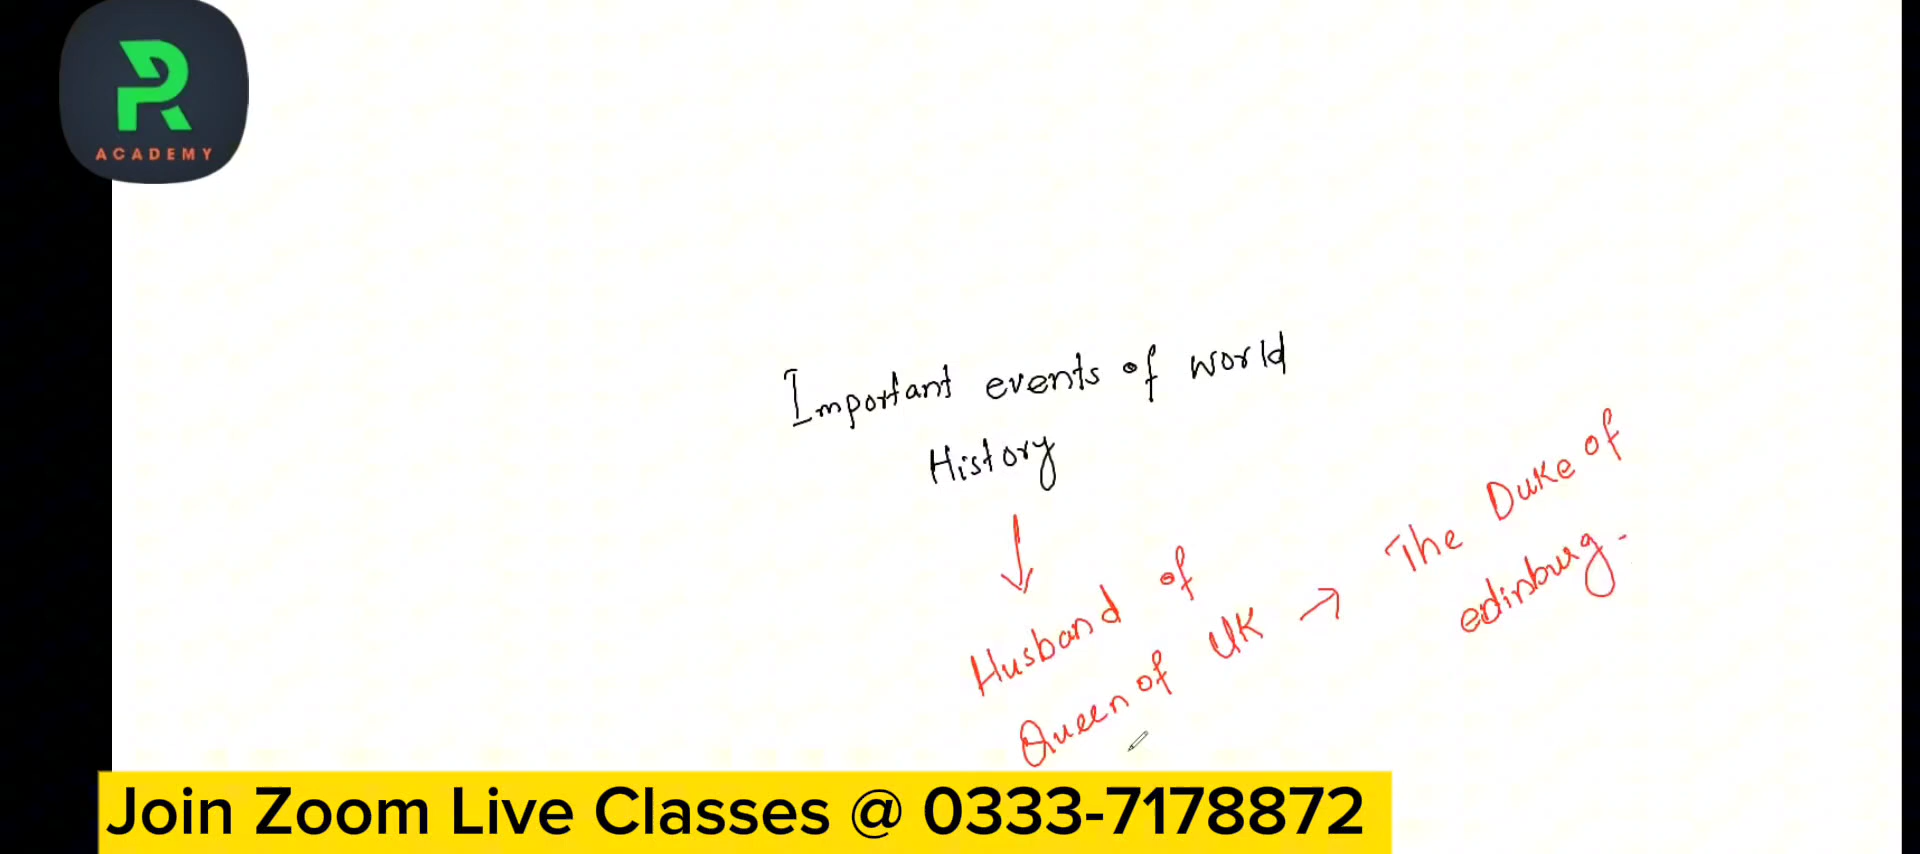 ACADEMY
Important events of world
History
Husband of
Queen of UK → The Duke of
edinburg.
Join Zoom Live Classes @ 0333-7178872